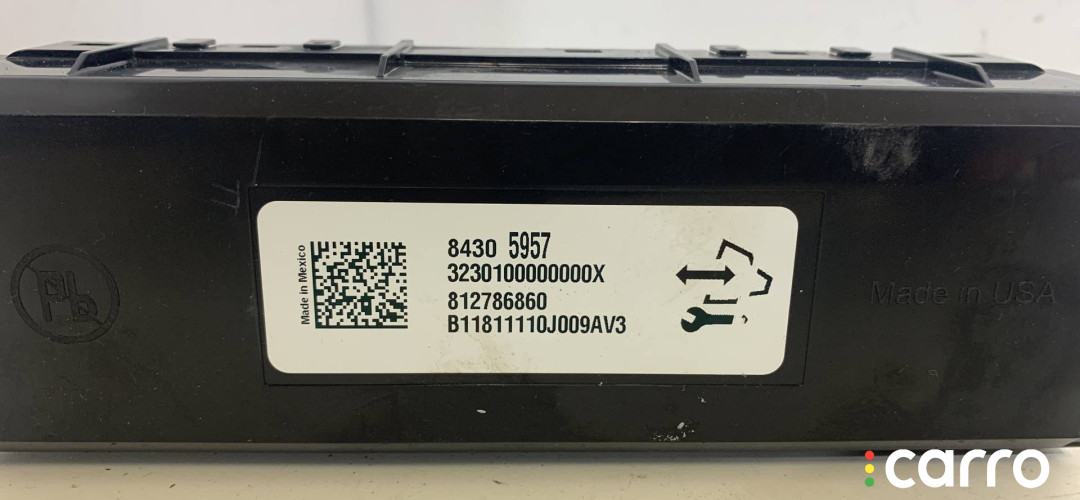 Made in Mexico
8430 5957
3230100000000X
812786860
B11811110J009AV3
Made in USA
carro